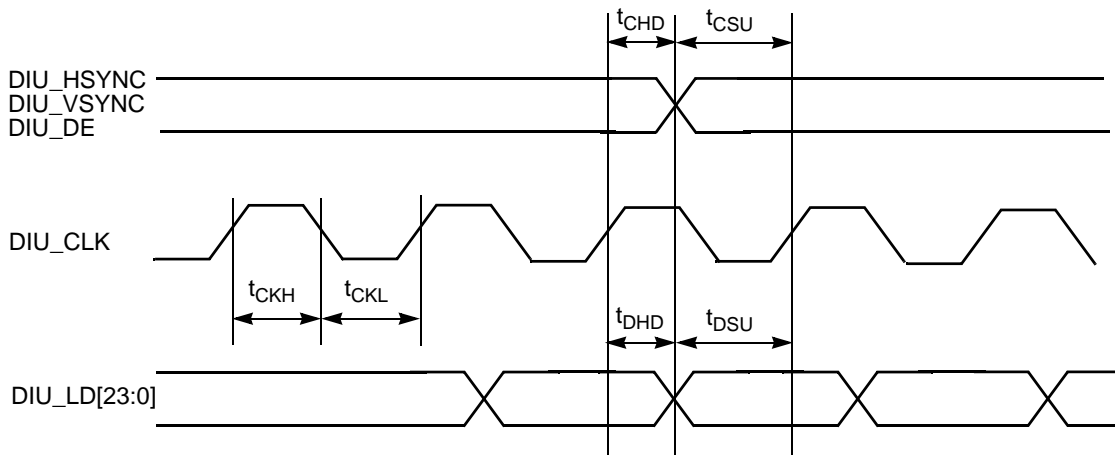 tCHD tCSU
DIU_HSYNC
DIU_VSYNC
DIU_DE
DIU_CLK
tCKH tCKL
tDHD tDSU
DIU_LD[23:0]